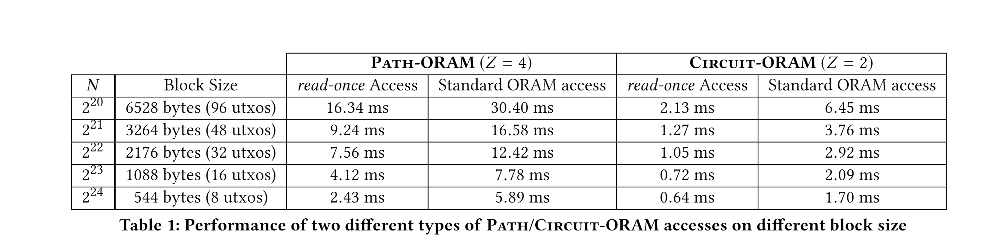 PATH-ORAM (Z = 4) CIRCUIT-ORAM (Z = 2)
N Block Size read-once Access Standard ORAM access read-once Access Standard ORAM access
2^20 6528 bytes (96 utxos) 16.34 ms 30.40 ms 2.13 ms 6.45 ms
2^21 3264 bytes (48 utxos) 9.24 ms 16.58 ms 1.27 ms 3.76 ms
2^22 2176 bytes (32 utxos) 7.56 ms 12.42 ms 1.05 ms 2.92 ms
2^23 1088 bytes (16 utxos) 4.12 ms 7.78 ms 0.72 ms 2.09 ms
2^24 544 bytes (8 utxos) 2.43 ms 5.89 ms 0.64 ms 1.70 ms
Table 1: Performance of two different types of PATH/CIRCUIT-ORAM accesses on different block size